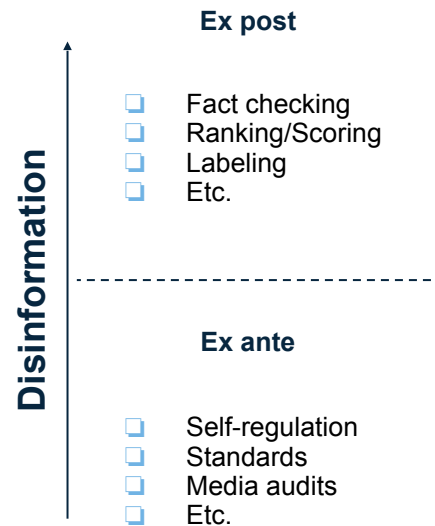 Ex post
Fact checking
Ranking/Scoring
Labeling
Etc.
Disinformation
Ex ante
Self-regulation
Standards
Media audits
Etc.